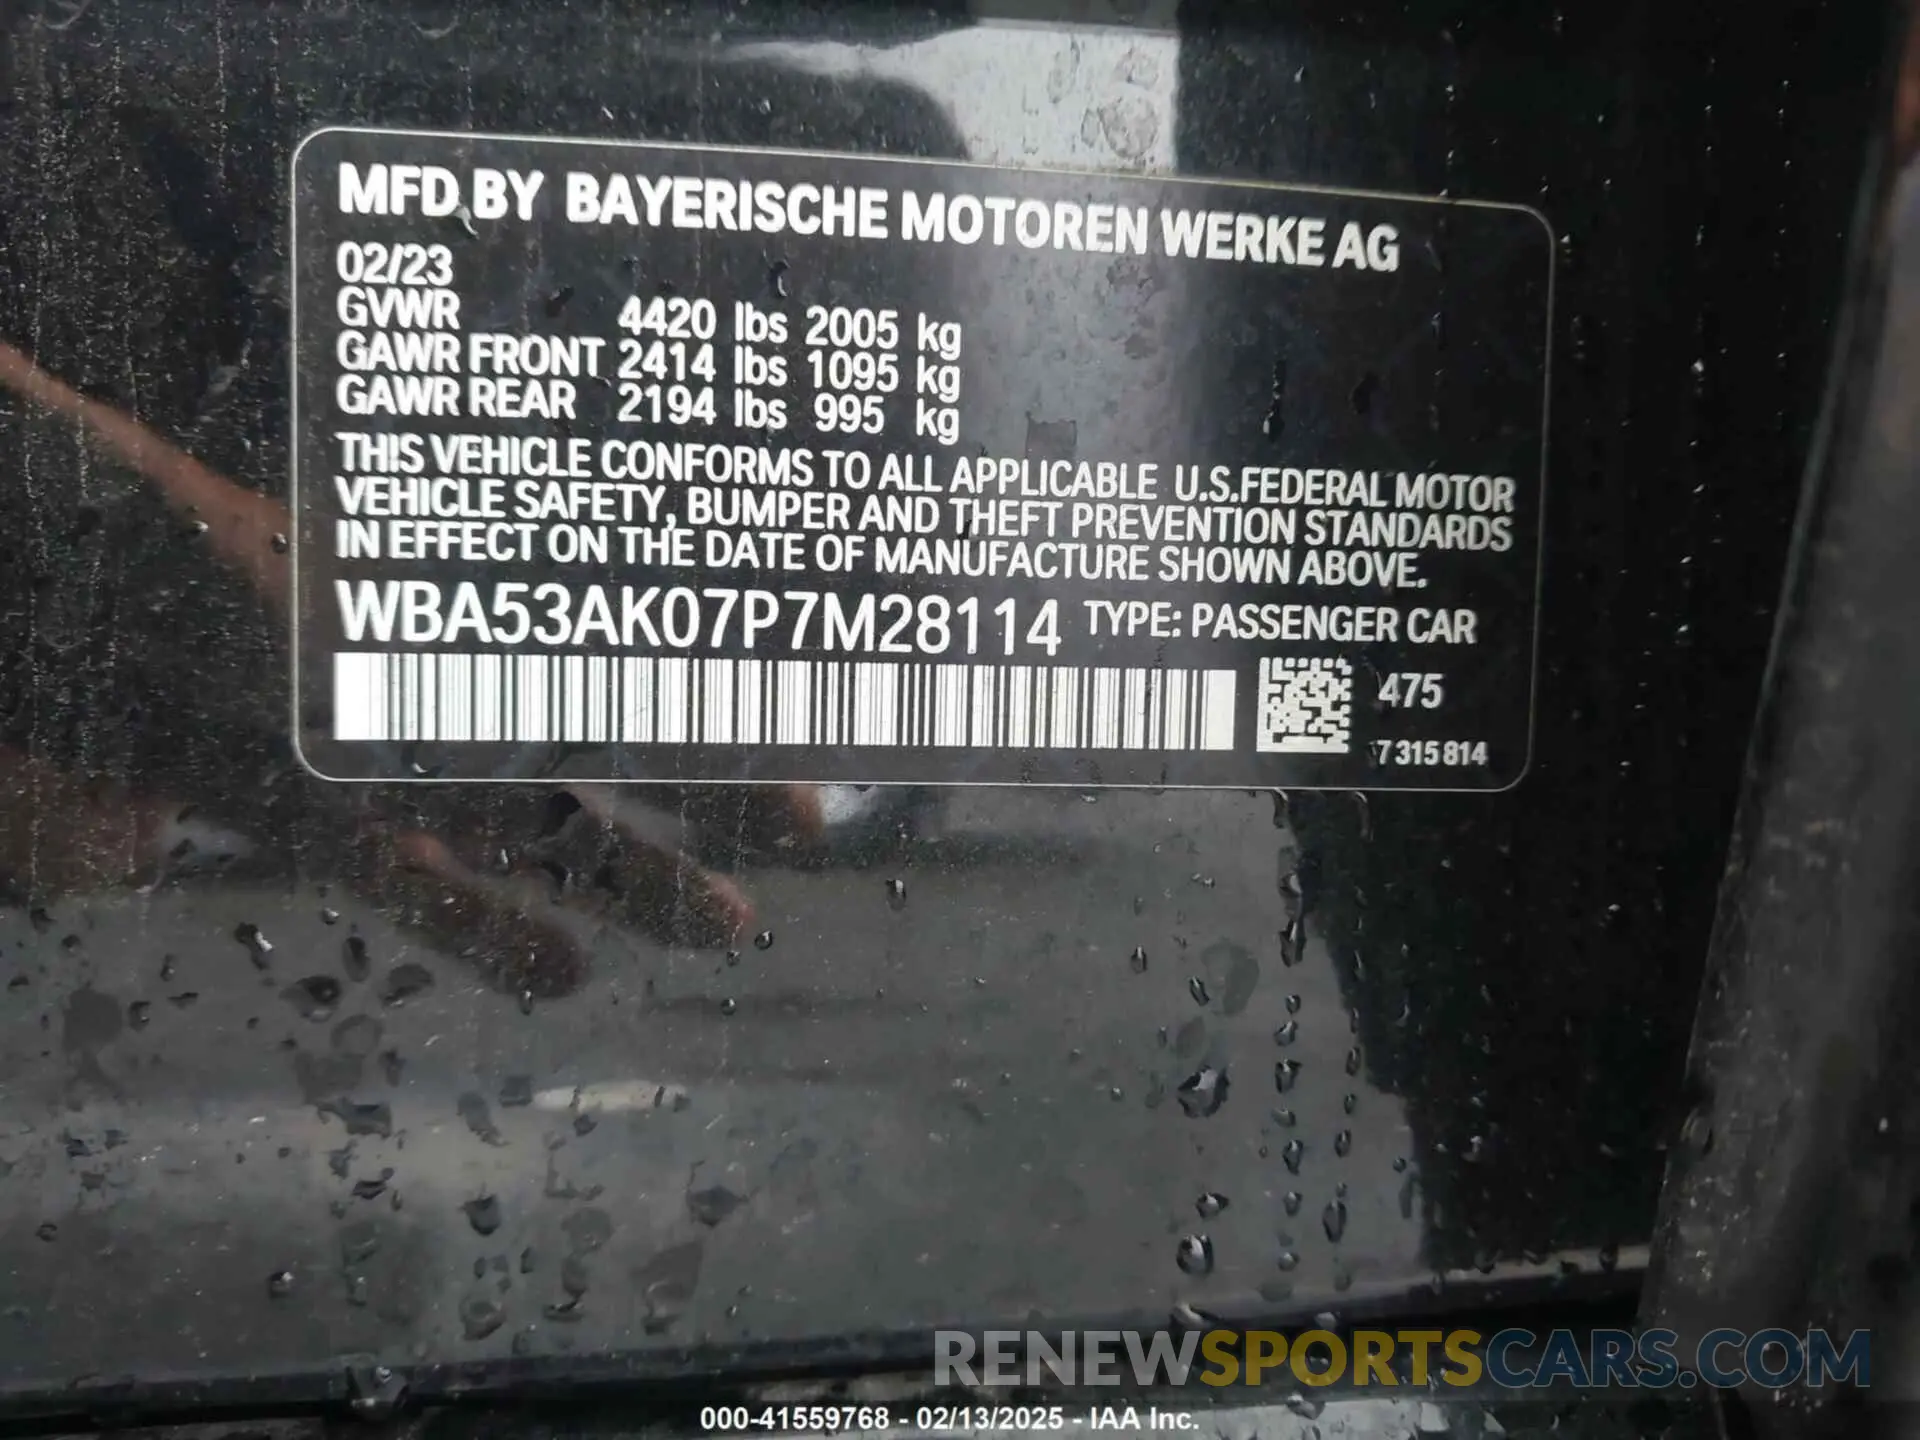 MFD BY BAYERISCHE MOTOREN WERKE AG
02/23
GVWR 4420 lbs 2005 kg
GAWR FRONT 2414 lbs 1095 kg
GAWR REAR 2194 lbs 995 kg
THIS VEHICLE CONFORMS TO ALL APPLICABLE U.S.FEDERAL MOTOR
VEHICLE SAFETY, BUMPER AND THEFT PREVENTION STANDARDS
IN EFFECT ON THE DATE OF MANUFACTURE SHOWN ABOVE.
WBA53AK07P7M28114 TYPE: PASSENGER CAR
475
7 315 814
RENEWSPORTSCARS.COM
000-41559768 - 02/13/2025 - IAA Inc.